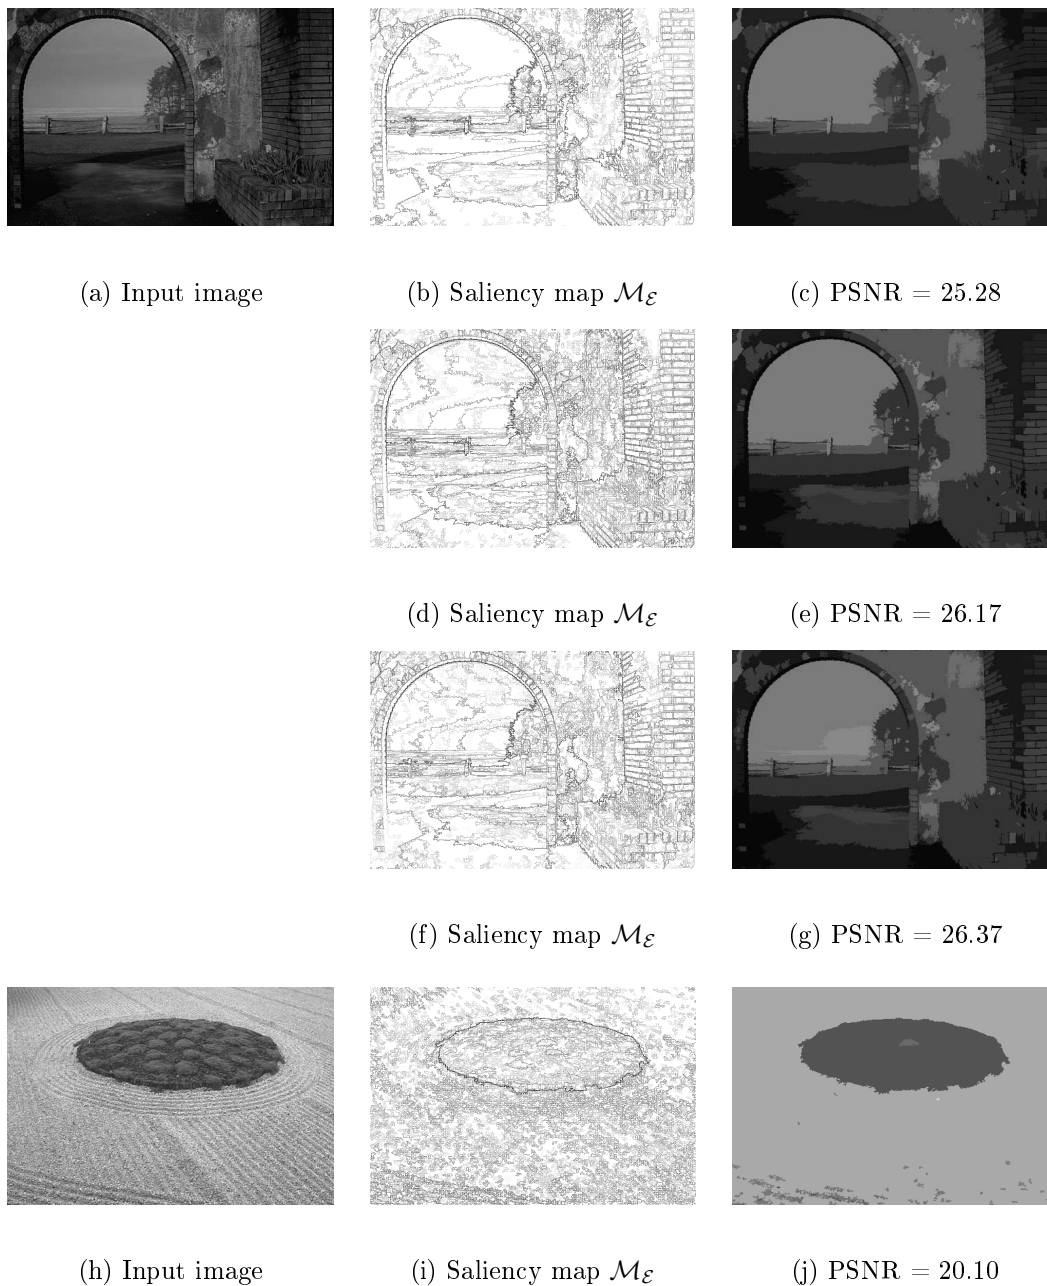 (a) Input image
(b) Saliency map 𝓜_𝓔
(c) PSNR = 25.28
(d) Saliency map 𝓜_𝓔
(e) PSNR = 26.17
(f) Saliency map 𝓜_𝓔
(g) PSNR = 26.37
(h) Input image
(i) Saliency map 𝓜_𝓔
(j) PSNR = 20.10